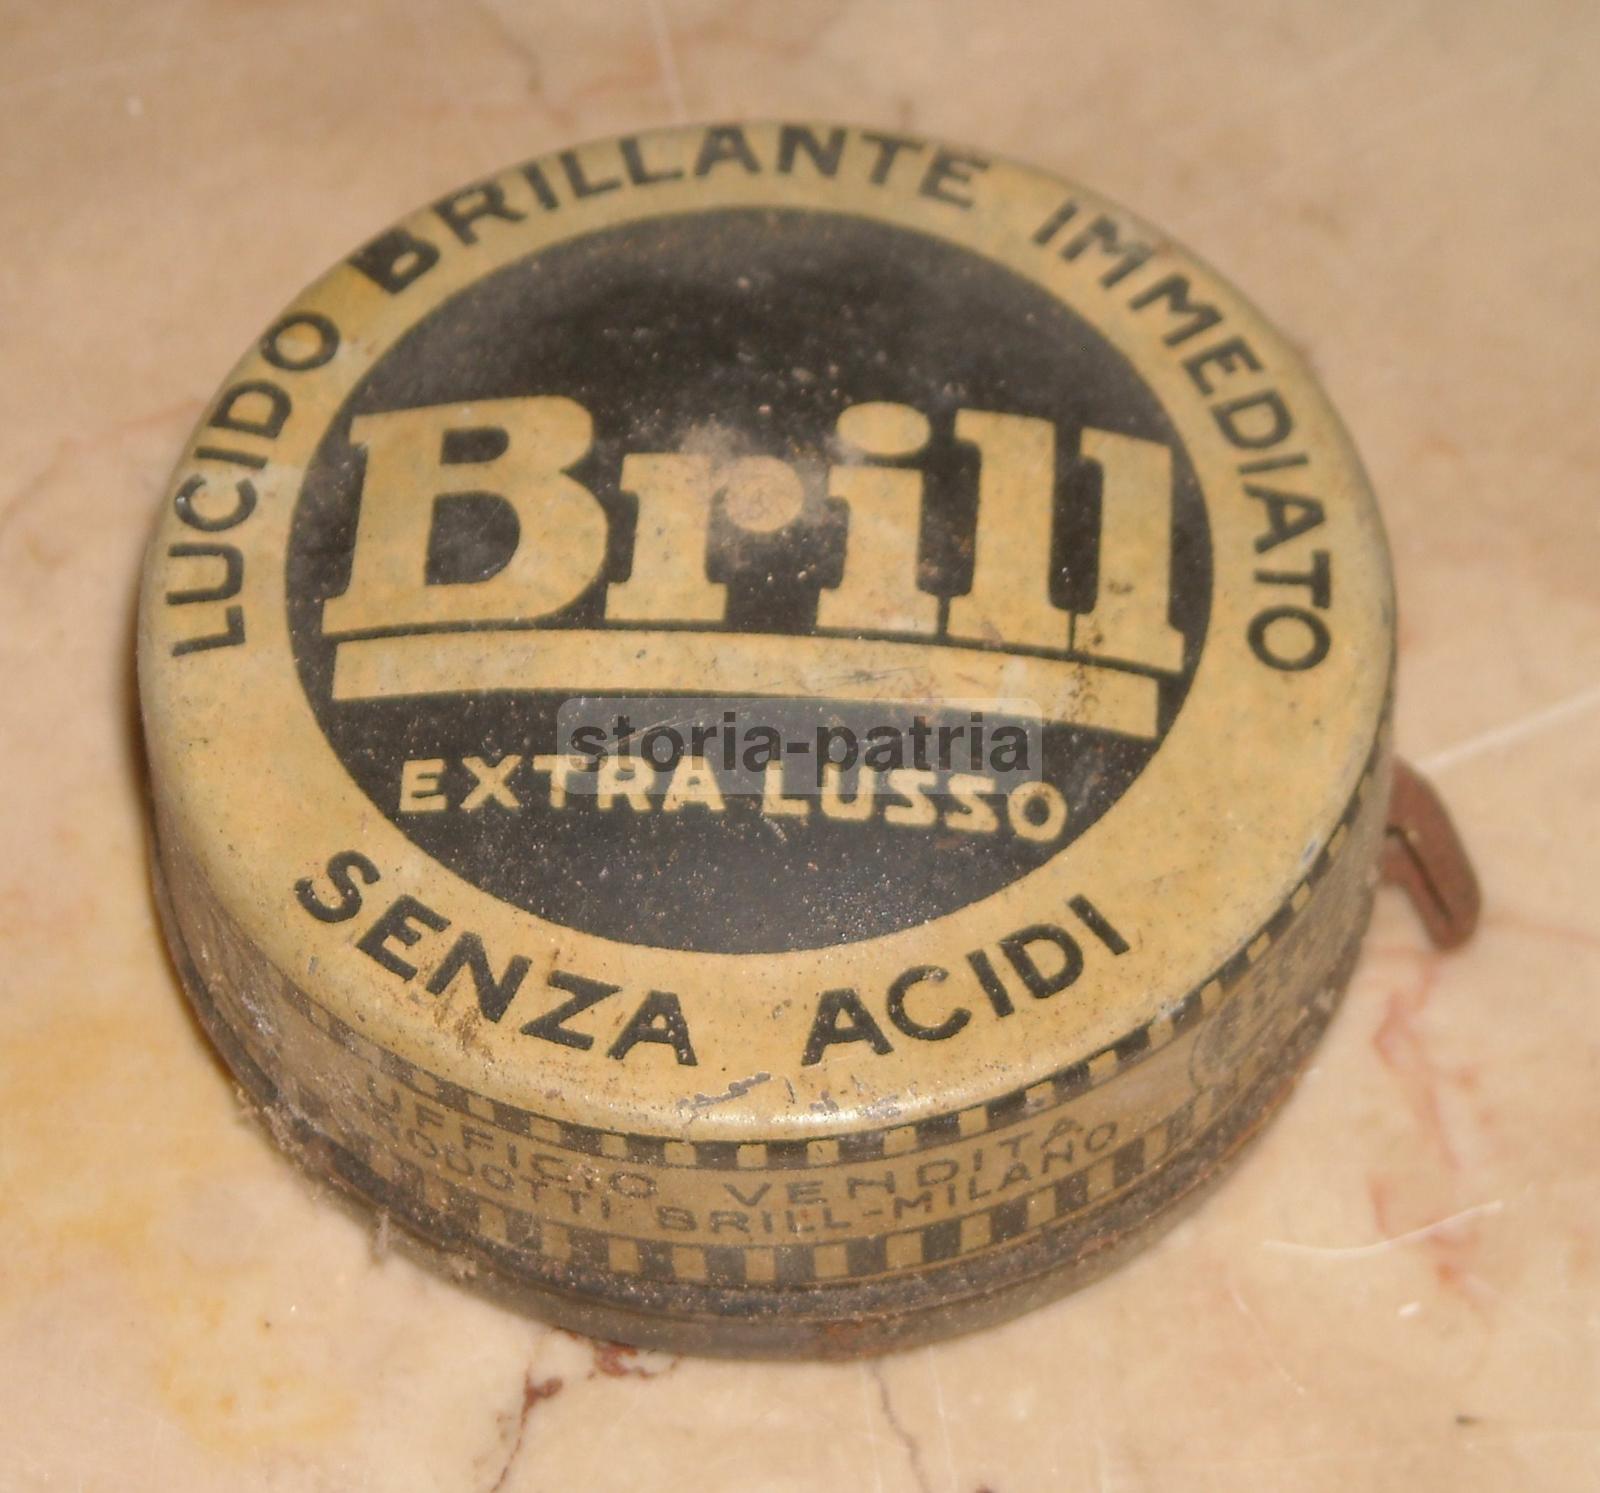 LUCIDO BRILLANTE IMMEDIATO
Brill
storia-patria
EXTRA LUSSO
SENZA ACIDI
UFFICIO VENDITA
PRODOTTI BRILL-MILANO